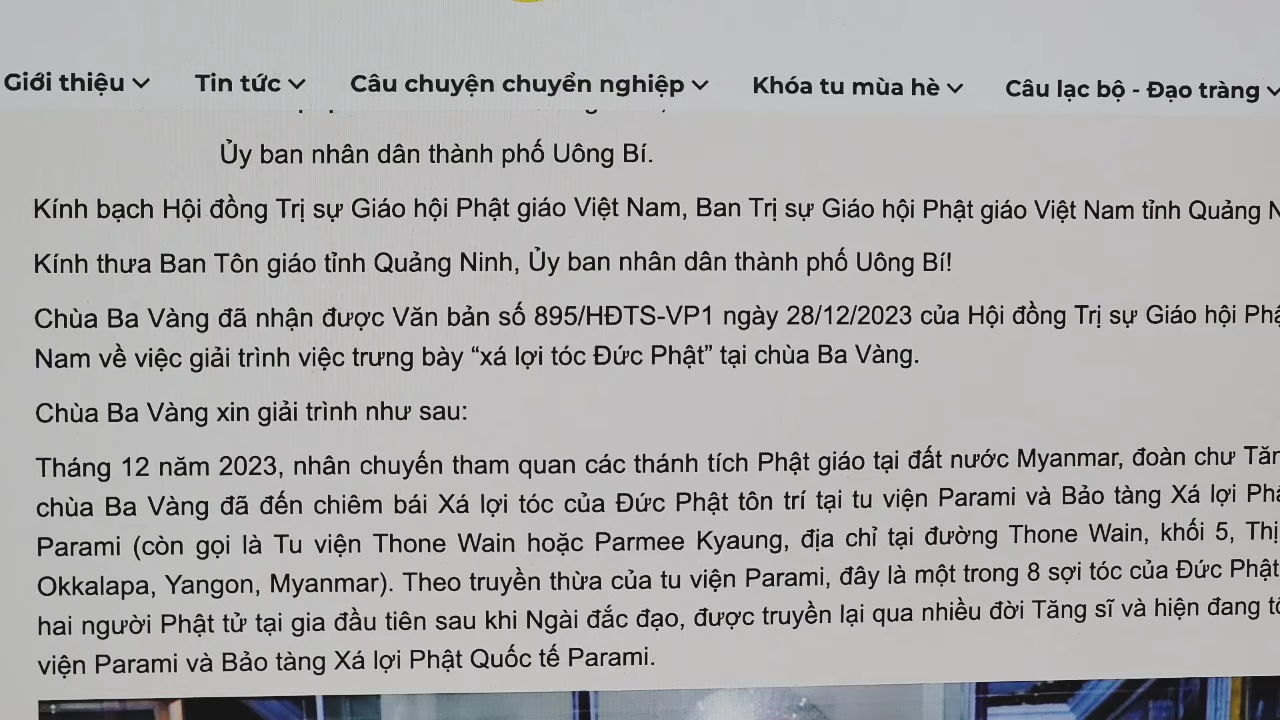 Giới thiệu Tin tức Câu chuyện chuyển nghiệp Khóa tu mùa hè Câu lạc bộ - Đạo tràng
Ủy ban nhân dân thành phố Uông Bí.
Kính bạch Hội đồng Trị sự Giáo hội Phật giáo Việt Nam, Ban Trị sự Giáo hội Phật giáo Việt Nam tỉnh Quảng
Kính thưa Ban Tôn giáo tỉnh Quảng Ninh, Ủy ban nhân dân thành phố Uông Bí!
Chùa Ba Vàng đã nhận được Văn bản số 895/HĐTS-VP1 ngày 28/12/2023 của Hội đồng Trị sự Giáo hội
Nam về việc giải trình việc trưng bày “xá lợi tóc Đức Phật” tại chùa Ba Vàng.
Chùa Ba Vàng xin giải trình như sau:
Tháng 12 năm 2023, nhân chuyến tham quan các thánh tích Phật giáo tại đất nước Myanmar, đoàn chư
chùa Ba Vàng đã đến chiêm bái Xá lợi tóc của Đức Phật tôn trí tại tu viện Parami và Bảo tàng Xá lợi
Parami (còn gọi là Tu viện Thone Wain hoặc Parmee Kyaung, địa chỉ tại đường Thone Wain, khối 5,
Okkalapa, Yangon, Myanmar). Theo truyền thừa của tu viện Parami, đây là một trong 8 sợi tóc của Đức Phật
hai người Phật tử tại gia đầu tiên sau khi Ngài đắc đạo, được truyền lại qua nhiều đời Tăng sĩ và hiện đang
viện Parami và Bảo tàng Xá lợi Phật Quốc tế Parami.